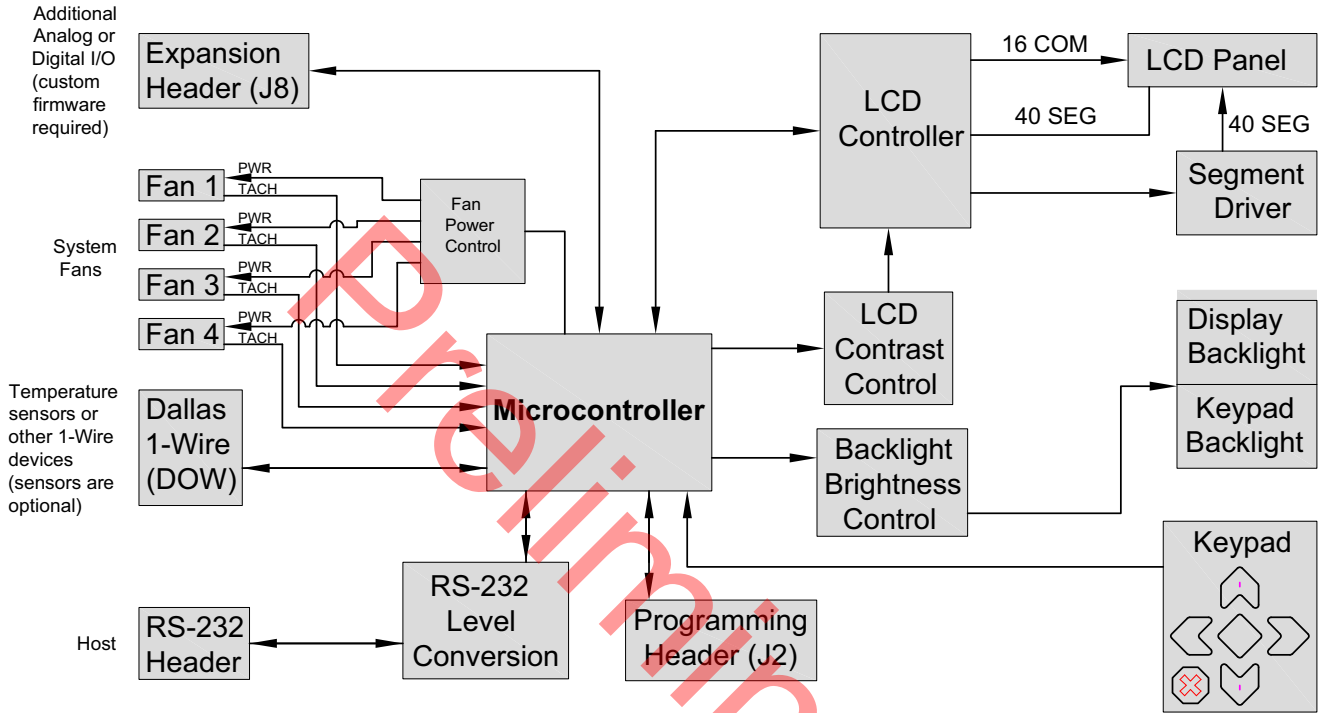 Additional
Analog or
Digital I/O
(custom
firmware
required)
Expansion
Header (J8)
System
Fans
Fan 1
PWR
TACH
Fan 2
PWR
TACH
Fan 3
PWR
TACH
Fan 4
PWR
TACH
Fan
Power
Control
Temperature
sensors or
other 1-Wire
devices
(sensors are
optional)
Dallas
1-Wire
(DOW)
Host
RS-232
Header
RS-232
Level
Conversion
Programming
Header (J2)
Microcontroller
LCD
Controller
16 COM
40 SEG
LCD Panel
40 SEG
Segment
Driver
LCD
Contrast
Control
Backlight
Brightness
Control
Display
Backlight
Keypad
Backlight
Keypad
Prelimin